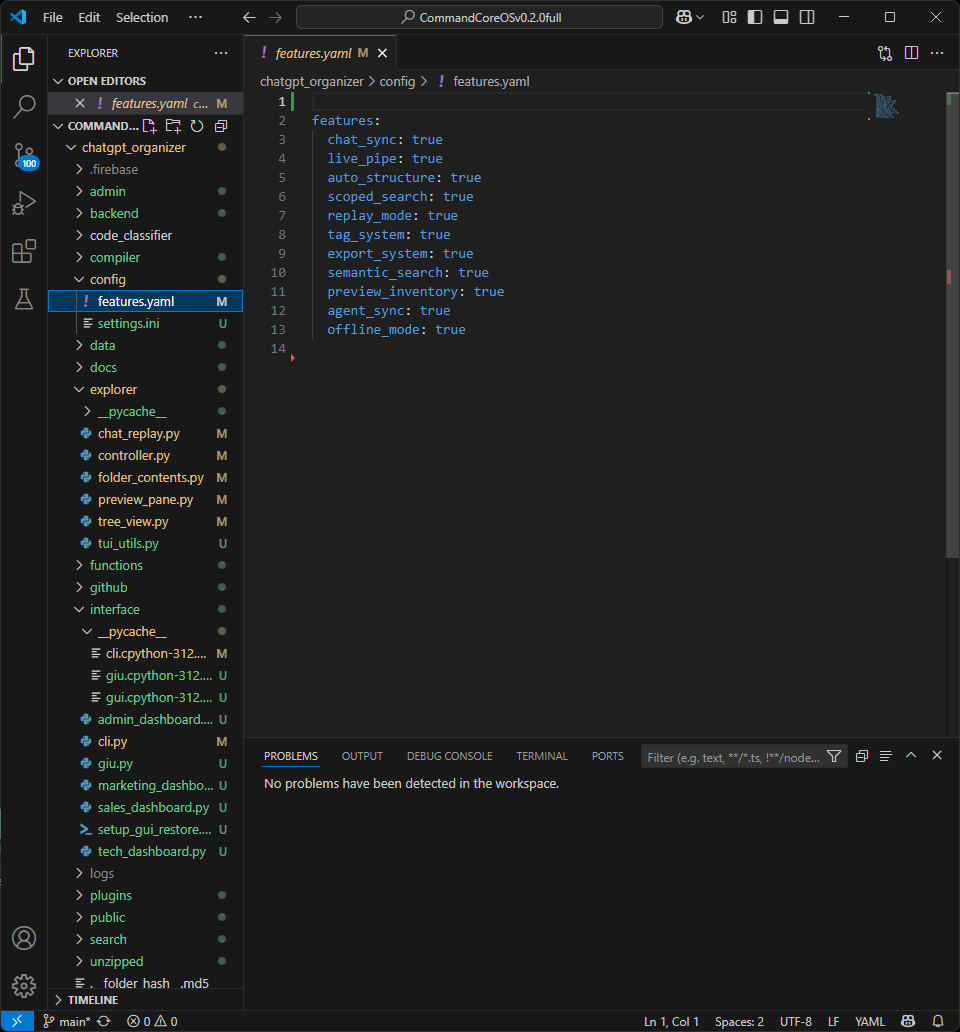 File Edit Selection ··· CommandCoreOSv0.2.0full
EXPLORER ···
OPEN EDITORS
features.yaml c... M
COMMAND...
chatgpt_organizer
.firebase
admin
backend
code_classifier
compiler
config
! features.yaml M
settings.ini U
data
docs
explorer
__pycache__
chat_replay.py M
controller.py M
folder_contents.py M
preview_pane.py M
tree_view.py M
tui_utils.py U
functions
github
interface
__pycache__
cli.cpython-312.... M
giu.cpython-312.... U
gui.cpython-312.... U
admin_dashboard.... U
cli.py M
giu.py U
marketing_dashbo... U
sales_dashboard.py U
setup_gui_restore.... U
tech_dashboard.py U
logs
plugins
public
search
unzipped
.__folder_hash__.md5
TIMELINE
100
! features.yaml M
chatgpt_organizer > config > ! features.yaml
1
2 features:
3 chat_sync: true
4 live_pipe: true
5 auto_structure: true
6 scoped_search: true
7 replay_mode: true
8 tag_system: true
9 export_system: true
10 semantic_search: true
11 preview_inventory: true
12 agent_sync: true
13 offline_mode: true
14
PROBLEMS OUTPUT DEBUG CONSOLE TERMINAL PORTS Filter (e.g. text, **/*.ts, !**/node...
No problems have been detected in the workspace.
main* 0 0 Ln 1, Col 1 Spaces: 2 UTF-8 LF YAML